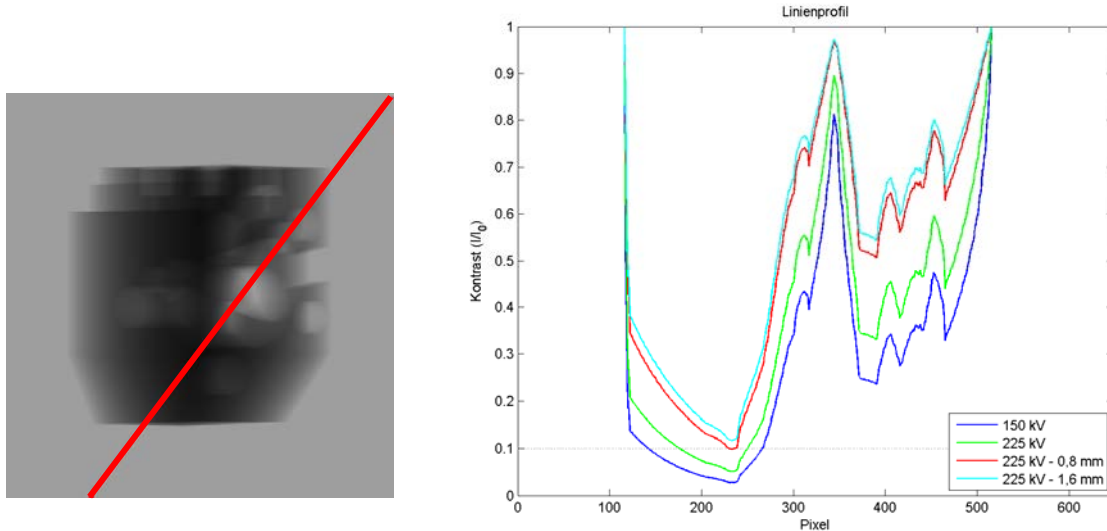 Linienprofil
Kontrast (I/I0)
1
0.9
0.8
0.7
0.6
0.5
0.4
0.3
0.2
0.1
0
0 100 200 300 400 500 600
Pixel
150 kV
225 kV
225 kV - 0,8 mm
225 kV - 1,6 mm